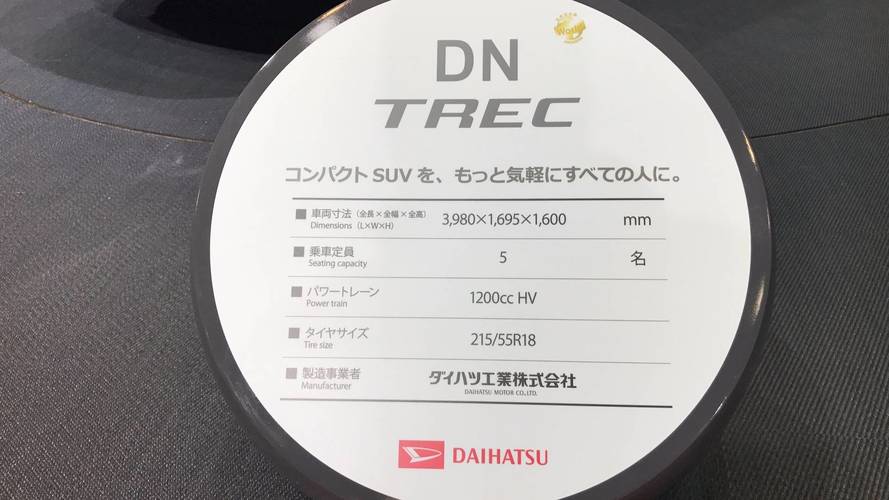 World
DN
TREC
コンパクト SUV を、もっと気軽にすべての人に。
■ 車両寸法（全長×全幅×全高） 3,980×1,695×1,600 mm
Dimensions（L×W×H）
■ 乗車定員 5 名
Seating capacity
■ パワートレーン 1200cc HV
Power train
■ タイヤサイズ 215/55R18
Tire size
■ 製造事業者 ダイハツ工業株式会社
Manufacturer DAIHATSU MOTOR CO.,LTD.
DAIHATSU